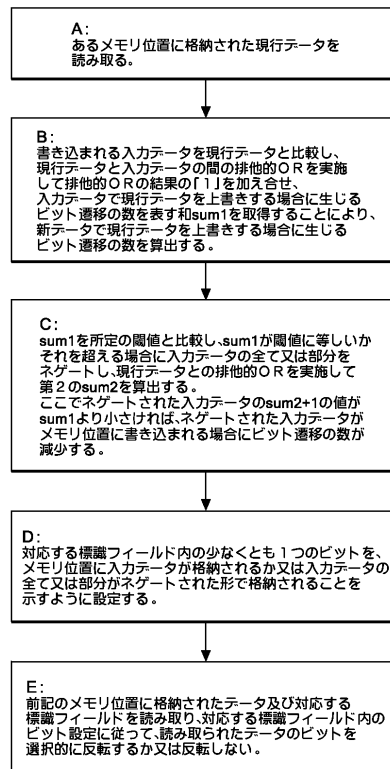 A:
あるメモリ位置に格納された現行データを
読み取る。
B:
書き込まれる入力データを現行データと比較し、
現行データと入力データの間の排他的ORを実施
して排他的ORの結果の「1」を加え合せ、
入力データで現行データを上書きする場合に生じる
ビット遷移の数を表す和sum1を取得することにより、
新データで現行データを上書きする場合に生じる
ビット遷移の数を算出する。
C:
sum1を所定の閾値と比較し、sum1が閾値に等しいか
それを超える場合に入力データの全て又は部分を
ネゲートし、現行データとの排他的ORを実施して
第2のsum2を算出する。
ここでネゲートされた入力データのsum2+1の値が
sum1より小さければ、ネゲートされた入力データが
メモリ位置に書き込まれる場合にビット遷移の数が
減少する。
D:
対応する標識フィールド内の少なくとも1つのビットを、
メモリ位置に入力データが格納されるか又は入力データの
全て又は部分がネゲートされた形で格納されることを
示すように設定する。
E:
前記のメモリ位置に格納されたデータ及び対応する
標識フィールドを読み取り、対応する標識フィールド内の
ビット設定に従って、読み取られたデータのビットを
選択的に反転するか又は反転しない。